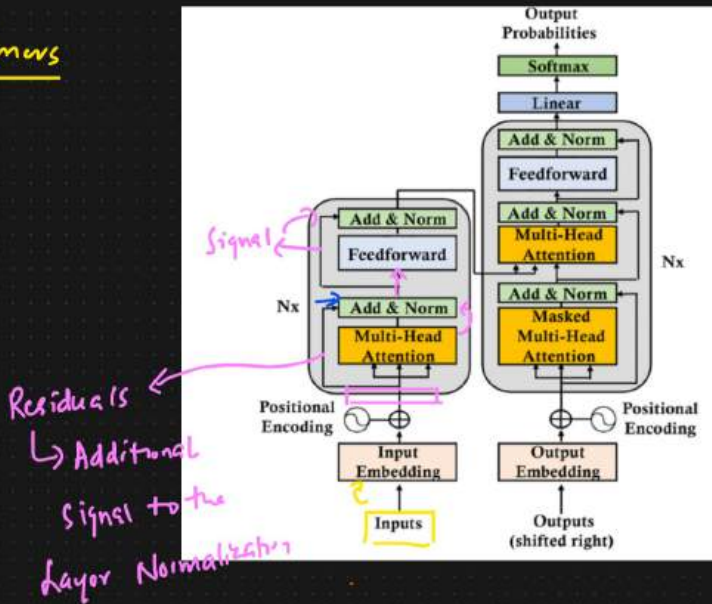 mers
Output
Probabilities
Softmax
Linear
Add & Norm
Feedforward
Add & Norm
Multi-Head
Attention
Add & Norm
Masked
Multi-Head
Attention
Nx
Positional
Encoding
Output
Embedding
Outputs
(shifted right)
Signal
Add & Norm
Feedforward
Nx
Add & Norm
Multi-Head
Attention
Positional
Encoding
Input
Embedding
Inputs
Residuals
Additional
Signal to the
Layor Normalization